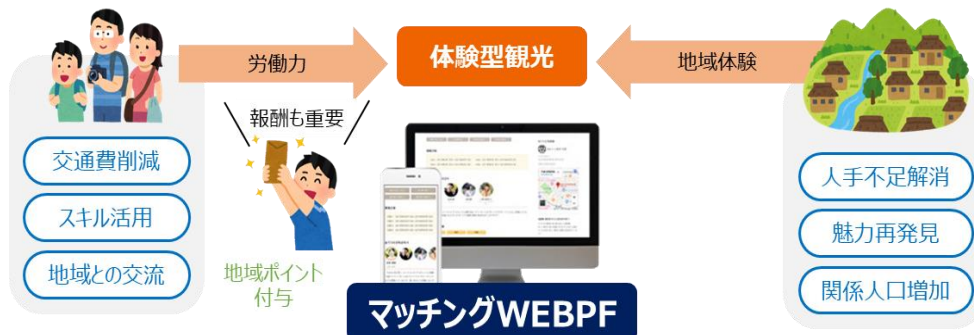 労働力
体験型観光
地域体験
報酬も重要
交通費削減
スキル活用
地域との交流
地域ポイント
付与
人手不足解消
魅力再発見
関係人口増加
マッチングWEBPF